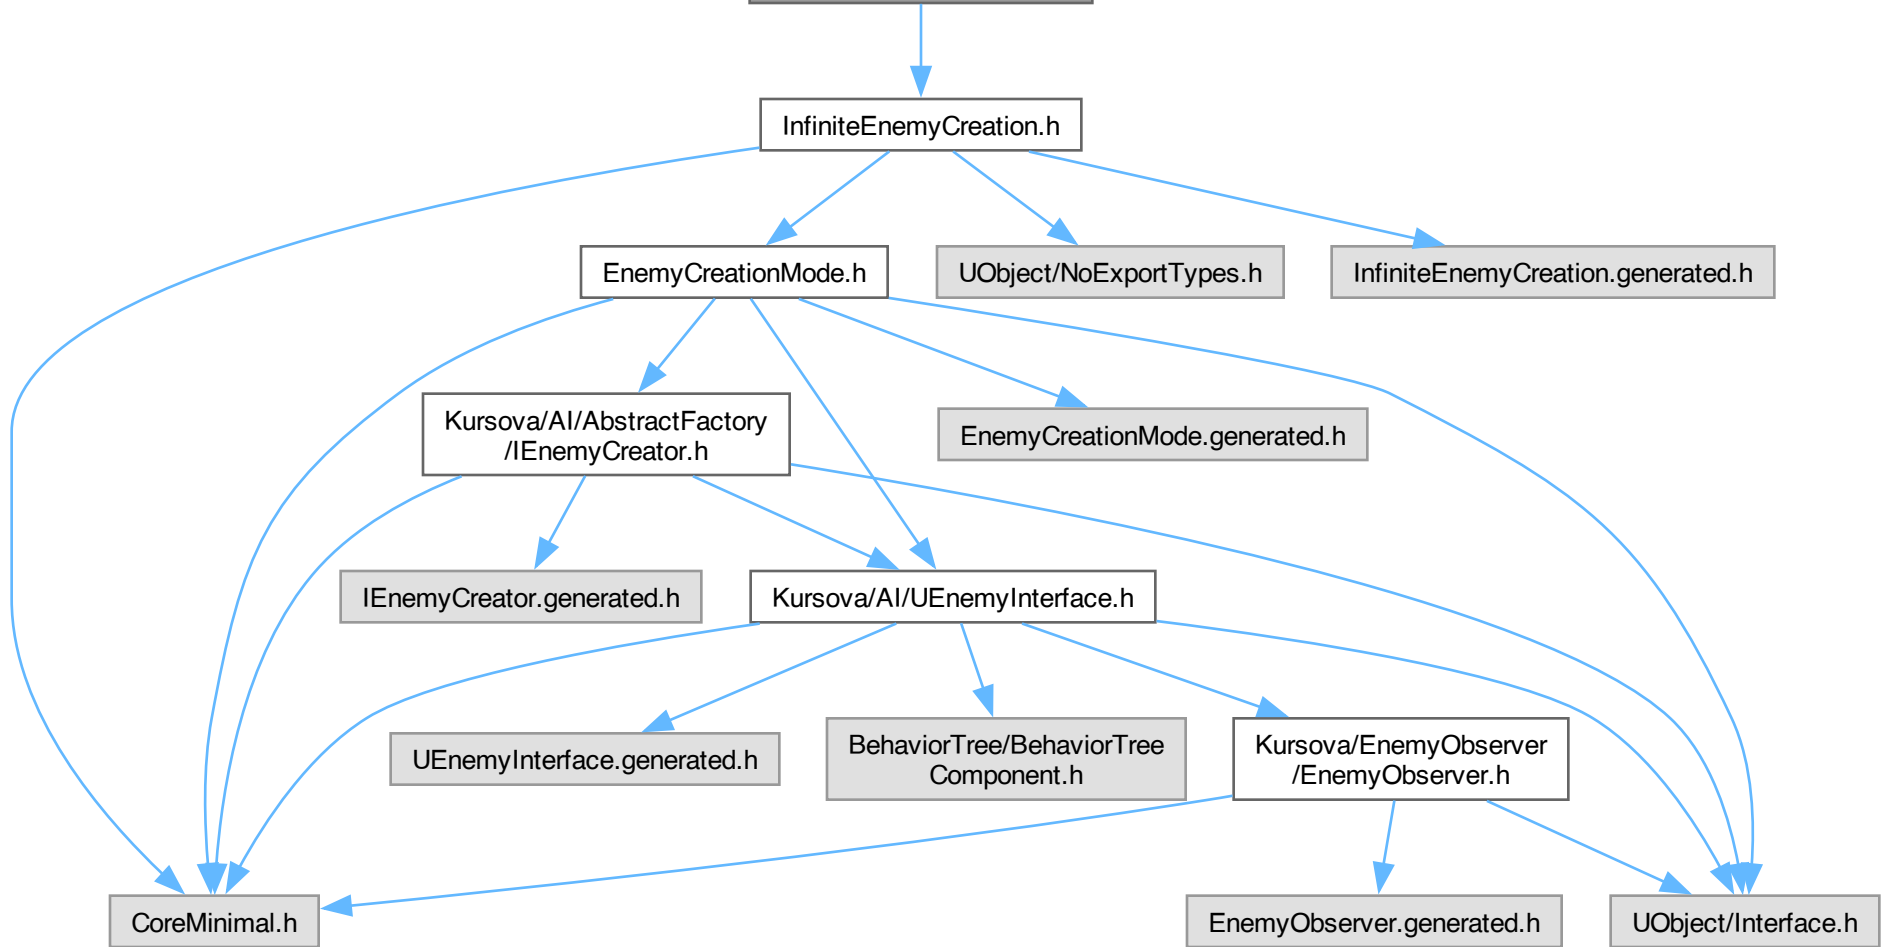 InfiniteEnemyCreation.h
EnemyCreationMode.h
UObject/NoExportTypes.h
InfiniteEnemyCreation.generated.h
Kursova/AI/AbstractFactory
/IEnemyCreator.h
EnemyCreationMode.generated.h
IEnemyCreator.generated.h
Kursova/AI/UEnemyInterface.h
UEnemyInterface.generated.h
BehaviorTree/BehaviorTree
Component.h
Kursova/EnemyObserver
/EnemyObserver.h
CoreMinimal.h
EnemyObserver.generated.h
UObject/Interface.h